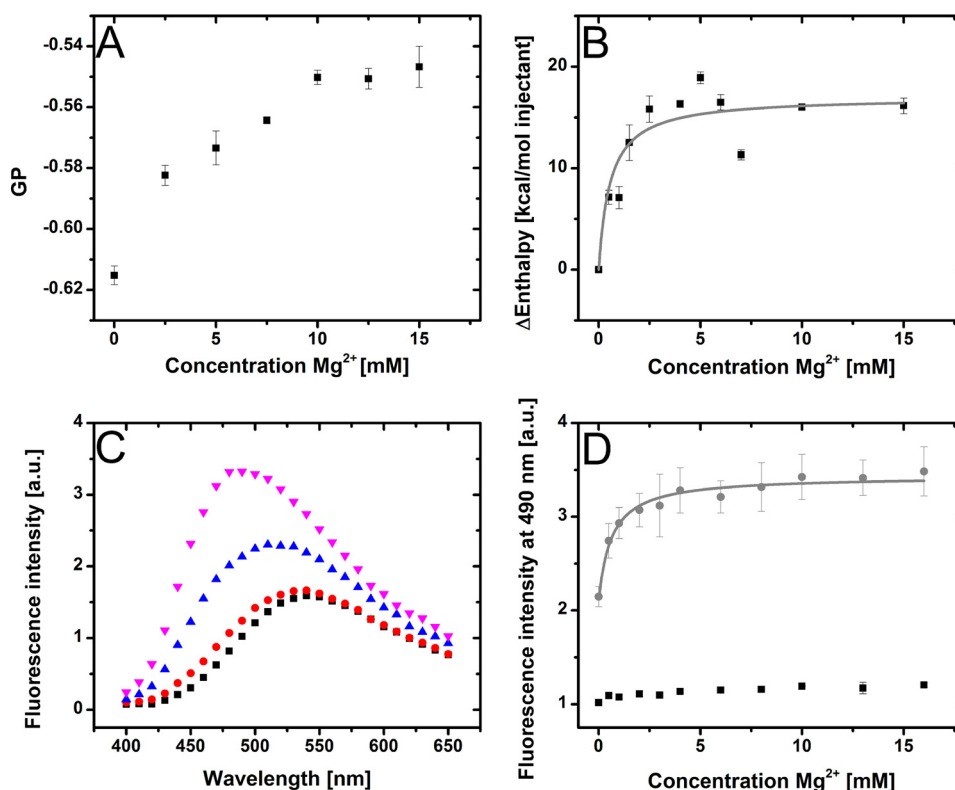 A
-0.54
-0.56
-0.58
-0.60
-0.62
GP
0
5
10
15
Concentration Mg²⁺ [mM]
B
20
10
0
ΔEnthalpy [kcal/mol injectant]
0
5
10
15
Concentration Mg²⁺ [mM]
C
4
3
2
1
0
Fluorescence intensity [a.u.]
400
450
500
550
600
650
Wavelength [nm]
D
4
3
2
1
Fluorescence intensity at 490 nm [a.u.]
0
5
10
15
Concentration Mg²⁺ [mM]